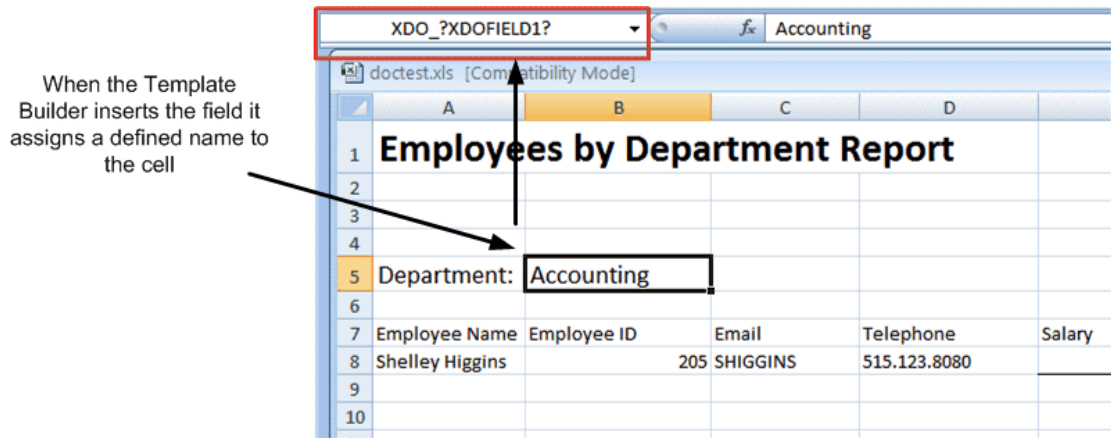 XDO_?XDOFIELD1? fx Accounting
doctest.xls [Compatibility Mode]
When the Template
Builder inserts the field it
assigns a defined name to
the cell
A B C D
1 Employees by Department Report
2
3
4
5 Department: Accounting
6
7 Employee Name Employee ID Email Telephone Salary
8 Shelley Higgins 205 SHIGGINS 515.123.8080
9
10